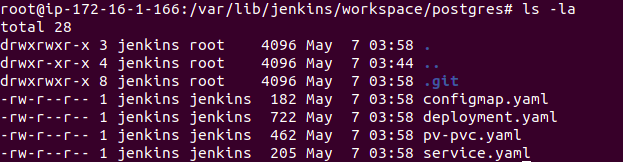 root@ip-172-16-1-166:/var/lib/jenkins/workspace/postgres# ls -la
total 28
drwxrwxr-x 3 jenkins root    4096 May  7 03:58 .
drwxr-xr-x 4 jenkins root    4096 May  7 03:44 ..
drwxrwxr-x 8 jenkins root    4096 May  7 03:58 .git
-rw-r--r-- 1 jenkins jenkins  182 May  7 03:58 configmap.yaml
-rw-r--r-- 1 jenkins jenkins  722 May  7 03:58 deployment.yaml
-rw-r--r-- 1 jenkins jenkins  462 May  7 03:58 pv-pvc.yaml
-rw-r--r-- 1 jenkins jenkins  205 May  7 03:58 service.yaml